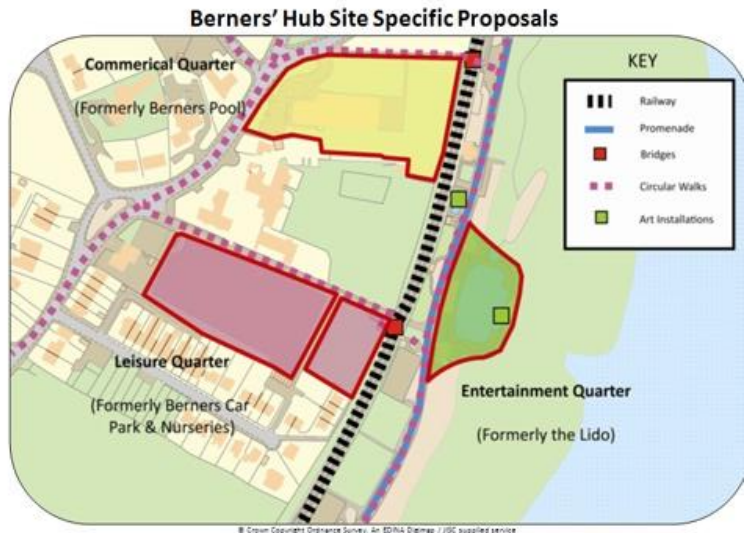 Berners’ Hub Site Specific Proposals
Commerical Quarter
(Formerly Berners Pool)
KEY
Railway
Promenade
Bridges
Circular Walks
Art Installations
Leisure Quarter
(Formerly Berners Car
Park & Nurseries)
Entertainment Quarter
(Formerly the Lido)
© Crown Copyright Ordnance Survey. An EDINA Digimap / JISC supplied service